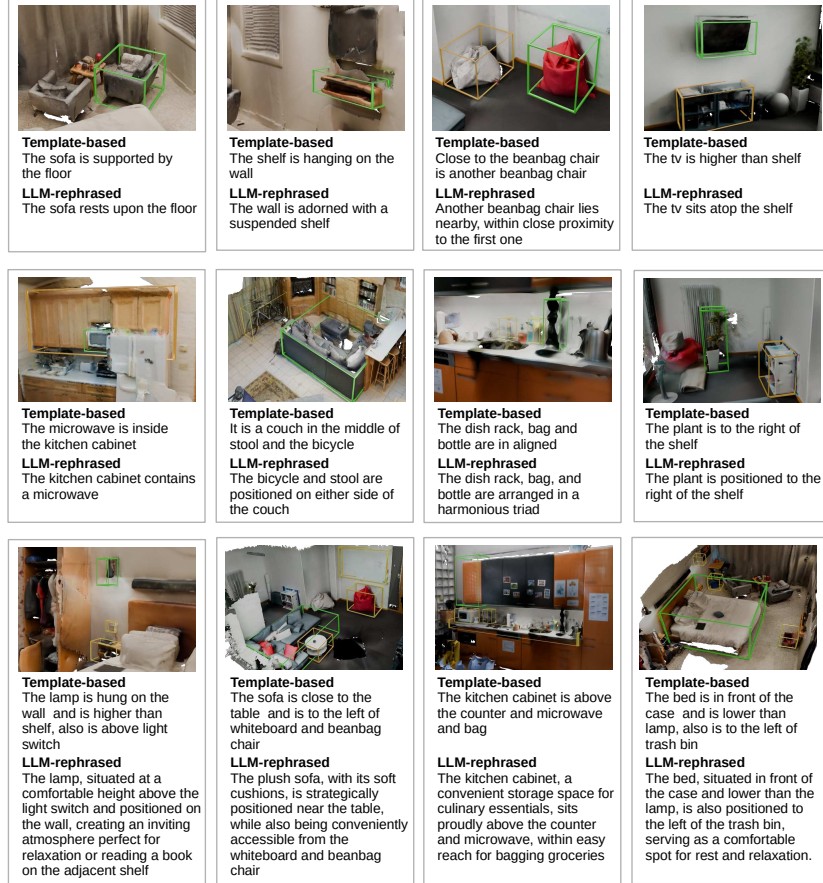 Template-based
The sofa is supported by
the floor
LLM-rephrased
The sofa rests upon the floor
Template-based
The shelf is hanging on the
wall
LLM-rephrased
The wall is adorned with a
suspended shelf
Template-based
Close to the beanbag chair
is another beanbag chair
LLM-rephrased
Another beanbag chair lies
nearby, within close proximity
to the first one
Template-based
The tv is higher than shelf
LLM-rephrased
The tv sits atop the shelf
Template-based
The microwave is inside
the kitchen cabinet
LLM-rephrased
The kitchen cabinet contains
a microwave
Template-based
It is a couch in the middle of
stool and the bicycle
LLM-rephrased
The bicycle and stool are
positioned on either side of
the couch
Template-based
The dish rack, bag and
bottle are in aligned
LLM-rephrased
The dish rack, bag, and
bottle are arranged in a
harmonious triad
Template-based
The plant is to the right of
the shelf
LLM-rephrased
The plant is positioned to the
right of the shelf
Template-based
The lamp is hung on the
wall and is higher than
shelf, also is above light
switch
LLM-rephrased
The lamp, situated at a
comfortable height above the
light switch and positioned on
the wall, creating an inviting
atmosphere perfect for
relaxation or reading a book
on the adjacent shelf
Template-based
The sofa is close to the
table and is to the left of
whiteboard and beanbag
chair
LLM-rephrased
The plush sofa, with its soft
cushions, is strategically
positioned near the table,
while also being conveniently
accessible from the
whiteboard and beanbag
chair
Template-based
The kitchen cabinet is above
the counter and microwave
and bag
LLM-rephrased
The kitchen cabinet, a
convenient storage space for
culinary essentials, sits
proudly above the counter
and microwave, within easy
reach for bagging groceries
Template-based
The bed is in front of the
case and is lower than
lamp, also is to the left of
trash bin
LLM-rephrased
The bed, situated in front of
the case and lower than the
lamp, is also positioned to
the left of the trash bin,
serving as a comfortable
spot for rest and relaxation.